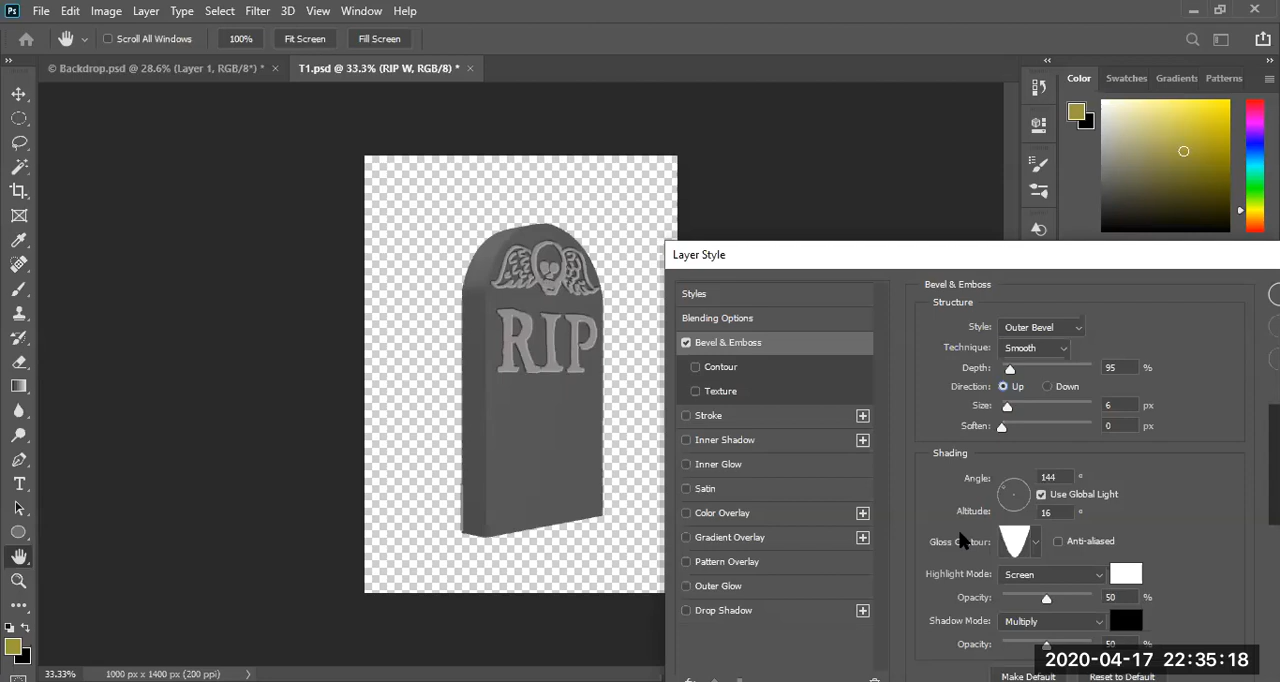 Ps File Edit Image Layer Type Select Filter 3D View Window Help
Scroll All Windows 100% Fit Screen Fill Screen
© Backdrop.psd @ 28.6% (Layer 1, RGB/8*) * × T1.psd @ 33.3% (RIP W, RGB/8) * ×
Color Swatches Gradients Patterns
RIP
Layer Style
Styles
Blending Options
Bevel & Emboss
Contour
Texture
Stroke
Inner Shadow
Inner Glow
Satin
Color Overlay
Gradient Overlay
Pattern Overlay
Outer Glow
Drop Shadow
Bevel & Emboss
Structure
Style: Outer Bevel
Technique: Smooth
Depth: 95 %
Direction: Up Down
Size: 6 px
Soften: 0 px
Shading
Angle: 144 °
Use Global Light
Altitude: 16 °
Gloss Contour: Anti-aliased
Highlight Mode: Screen
Opacity: 50 %
Shadow Mode: Multiply
Opacity: 50 %
Make Default Reset to Default
33.33% 1000 px x 1400 px (200 ppi)
2020-04-17 22:35:18